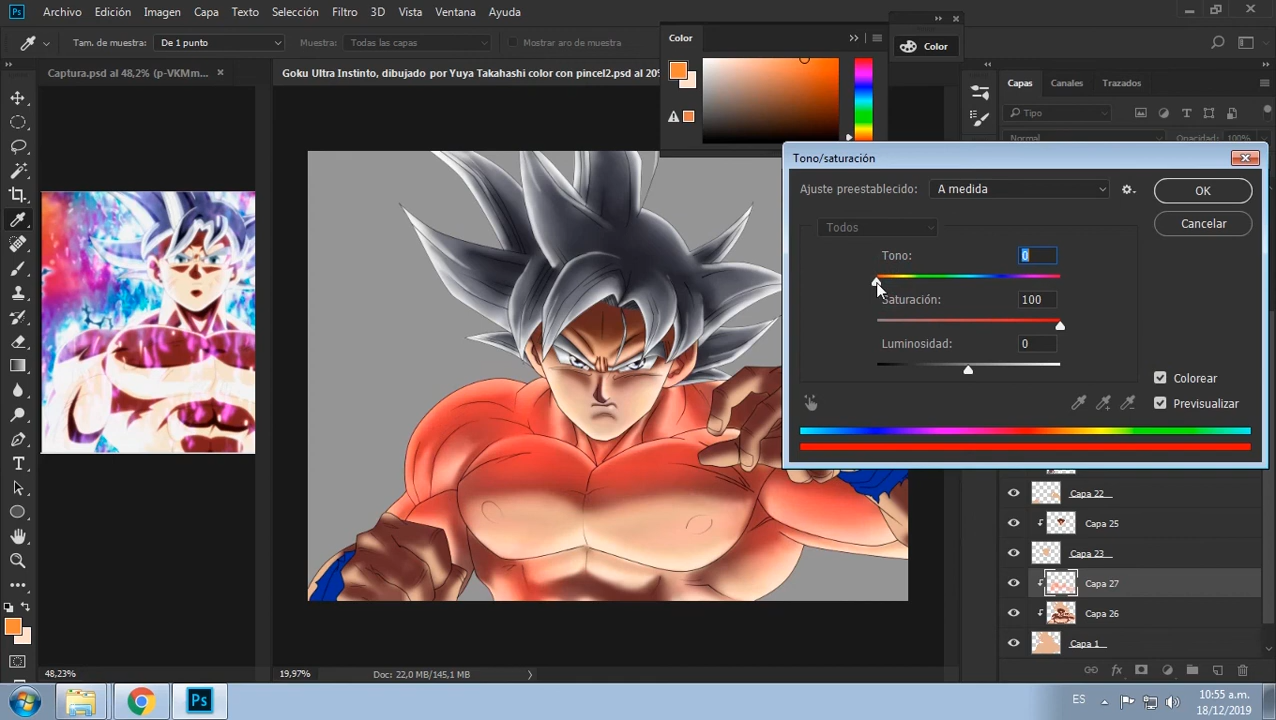 Ps Archivo Edición Imagen Capa Texto Selección Filtro 3D Vista Ventana Ayuda
Tam. de muestra: De 1 punto Muestra: Todas las capas Mostrar aro de muestra
Color
Color
Captura.psd al 48,2% (p-VKMm...
Goku Ultra Instinto, dibujado por Yuya Takahashi color con pincel2.psd al 20%
Capas Canales Trazados
Tipo
Normal Opacidad: 100%
Tono/saturación
Ajuste preestablecido: A medida
OK
Todos
Cancelar
Tono: 0
Saturación: 100
Luminosidad: 0
Colorear
Previsualizar
Capa 22
Capa 25
Capa 23
Capa 27
Capa 26
Capa 1
48,23%
19,97% Doc: 22,0 MB/145,1 MB
fx
Ps
ES
10:55 a.m.
18/12/2019